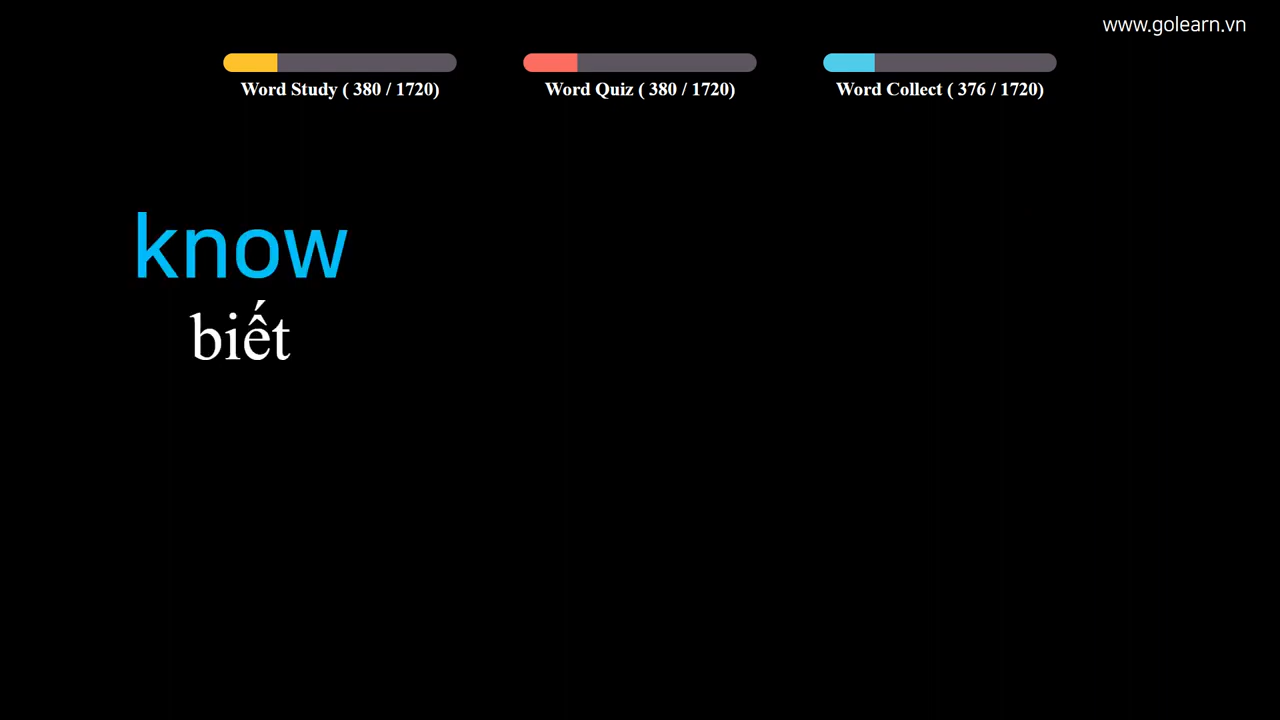 www.golearn.vn
Word Study ( 380 / 1720)
Word Quiz ( 380 / 1720)
Word Collect ( 376 / 1720)
know
biết